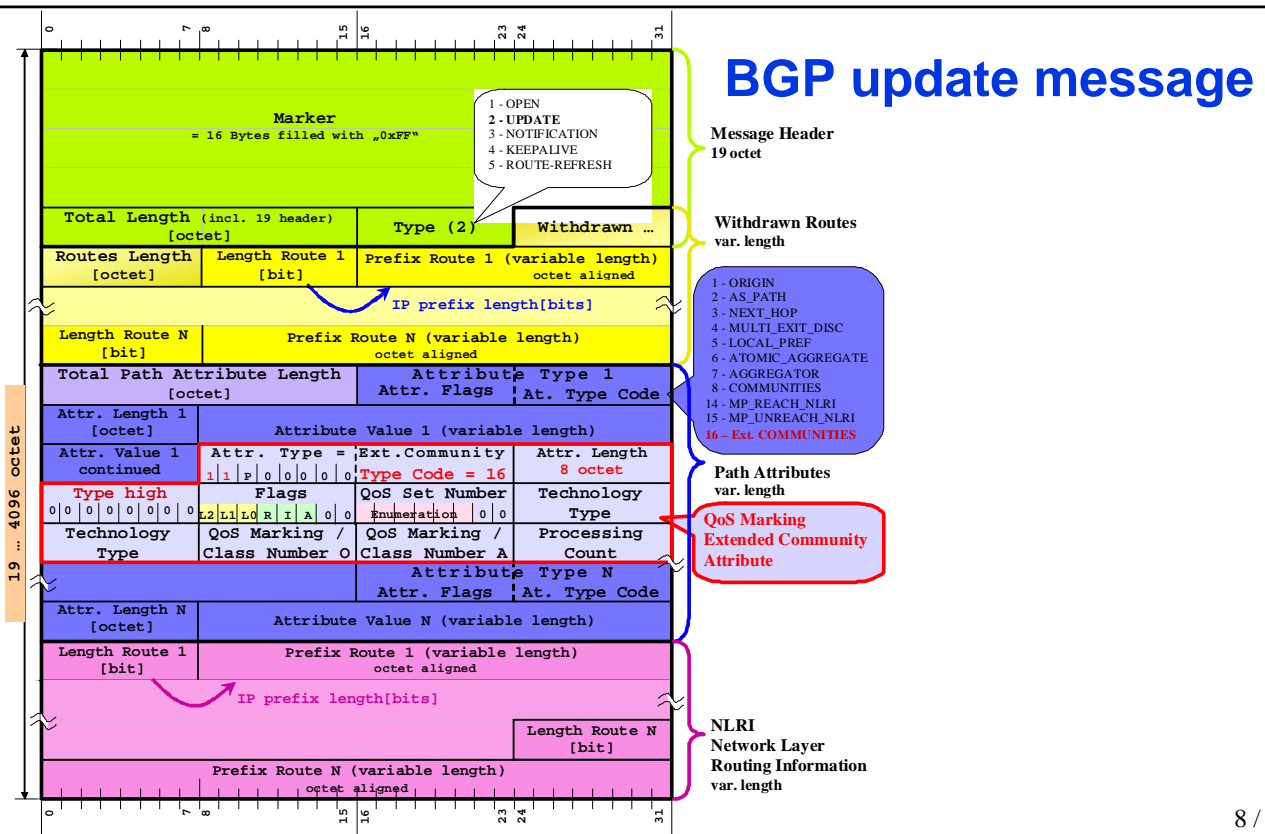 BGP update message
0 7 8 15 16 23 24 31
Marker
= 16 Bytes filled with „0xFF“
1 - OPEN
2 - UPDATE
3 - NOTIFICATION
4 - KEEPALIVE
5 - ROUTE-REFRESH
Message Header
19 octet
Total Length (incl. 19 header)
[octet]
Type (2)
Withdrawn …
Withdrawn Routes
var. length
Routes Length
[octet]
Length Route 1
[bit]
Prefix Route 1 (variable length)
octet aligned
IP prefix length[bits]
Length Route N
[bit]
Prefix Route N (variable length)
octet aligned
1 - ORIGIN
2 - AS_PATH
3 - NEXT_HOP
4 - MULTI_EXIT_DISC
5 - LOCAL_PREF
6 - ATOMIC_AGGREGATE
7 - AGGREGATOR
8 - COMMUNITIES
14 - MP_REACH_NLRI
15 - MP_UNREACH_NLRI
16 – Ext. COMMUNITIES
Total Path Attribute Length
[octet]
Attribute Type 1
Attr. Flags At. Type Code
Attr. Length 1
[octet]
Attribute Value 1 (variable length)
Attr. Value 1
continued
Attr. Type = Ext.Community
1 1 P 0 0 0 0 0 Type Code = 16
Attr. Length
8 octet
Path Attributes
var. length
Type high
0 0 0 0 0 0 0 0
Flags
L2 L1 L0 R I A 0 0
QoS Set Number
Enumeration 0 0
Technology
Type
QoS Marking
Extended Community
Attribute
Technology
Type
QoS Marking /
Class Number O
QoS Marking /
Class Number A
Processing
Count
Attribute Type N
Attr. Flags At. Type Code
Attr. Length N
[octet]
Attribute Value N (variable length)
19 … 4096 octet
Length Route 1
[bit]
Prefix Route 1 (variable length)
octet aligned
IP prefix length[bits]
Length Route N
[bit]
NLRI
Network Layer
Routing Information
var. length
Prefix Route N (variable length)
octet aligned
0 7 8 15 16 23 24 31
8 /